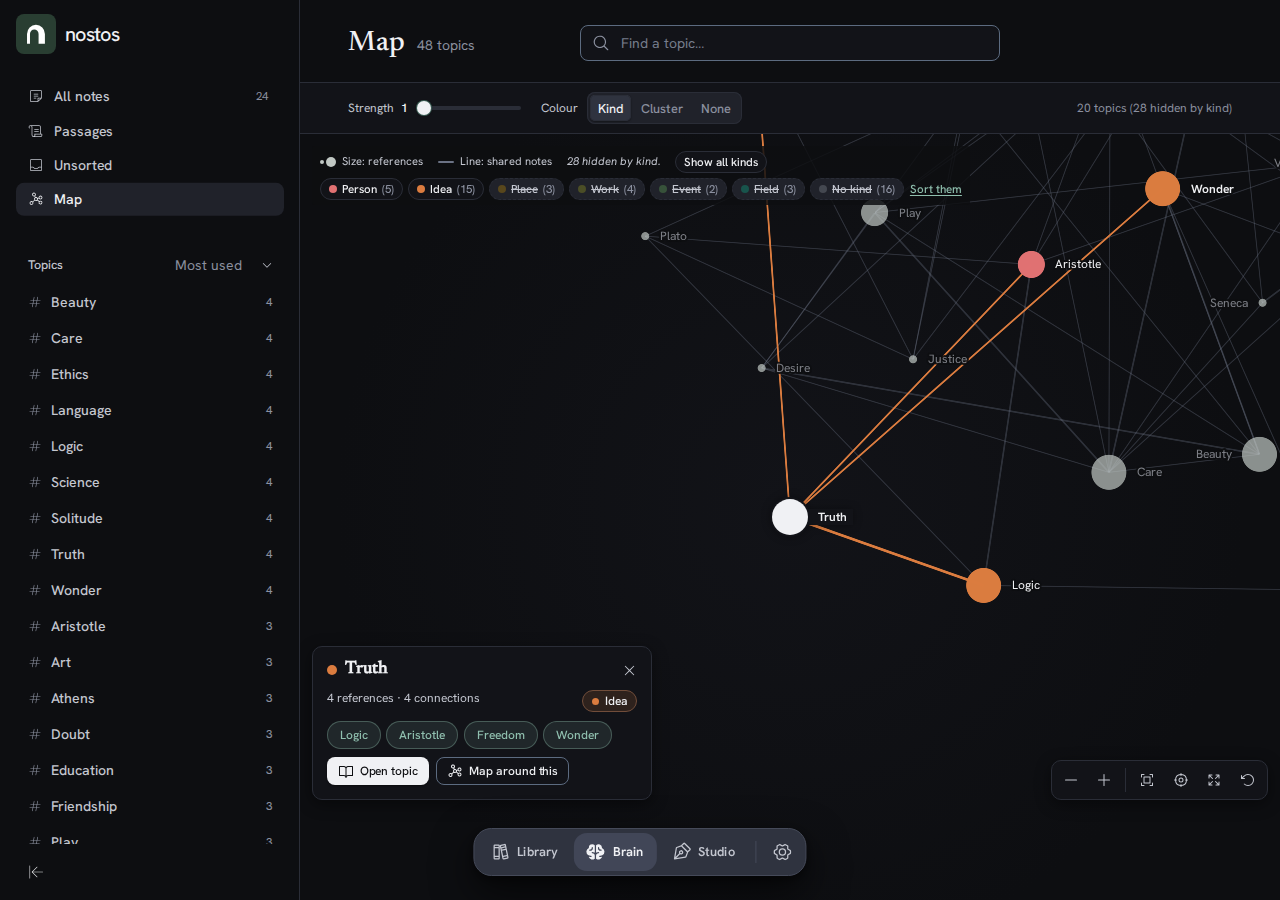 nostos
All notes 24
Passages
Unsorted
Map
Topics Most used
# Beauty 4
# Care 4
# Ethics 4
# Language 4
# Logic 4
# Science 4
# Solitude 4
# Truth 4
# Wonder 4
# Aristotle 3
# Art 3
# Athens 3
# Doubt 3
# Education 3
# Friendship 3
# Play 3
Map 48 topics
Find a topic...
Strength 1 Colour Kind Cluster None 20 topics (28 hidden by kind)
Size: references Line: shared notes 28 hidden by kind. Show all kinds
Person (5) Idea (15) Place (3) Work (4) Event (2) Field (3) No kind (16) Sort them
Wonder
Play
Plato
Aristotle
Seneca
Justice
Desire
Beauty
Care
Truth
Logic
Truth
4 references · 4 connections Idea
Logic Aristotle Freedom Wonder
Open topic Map around this
Library Brain Studio